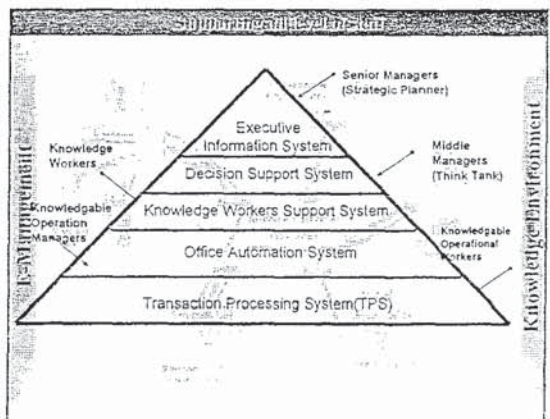 Senior Managers
(Strategic Planner)
Executive
Information System
Middle
Managers
(Think Tank)
Knowledge
Workers
Decision Support System
Knowledge Workers Support System
Knowledgable
Operation
Managers
Knowledgable
Operational
Workers
Office Automation System
Transaction Processing System(TPS)
E-Management
Knowledge Environment